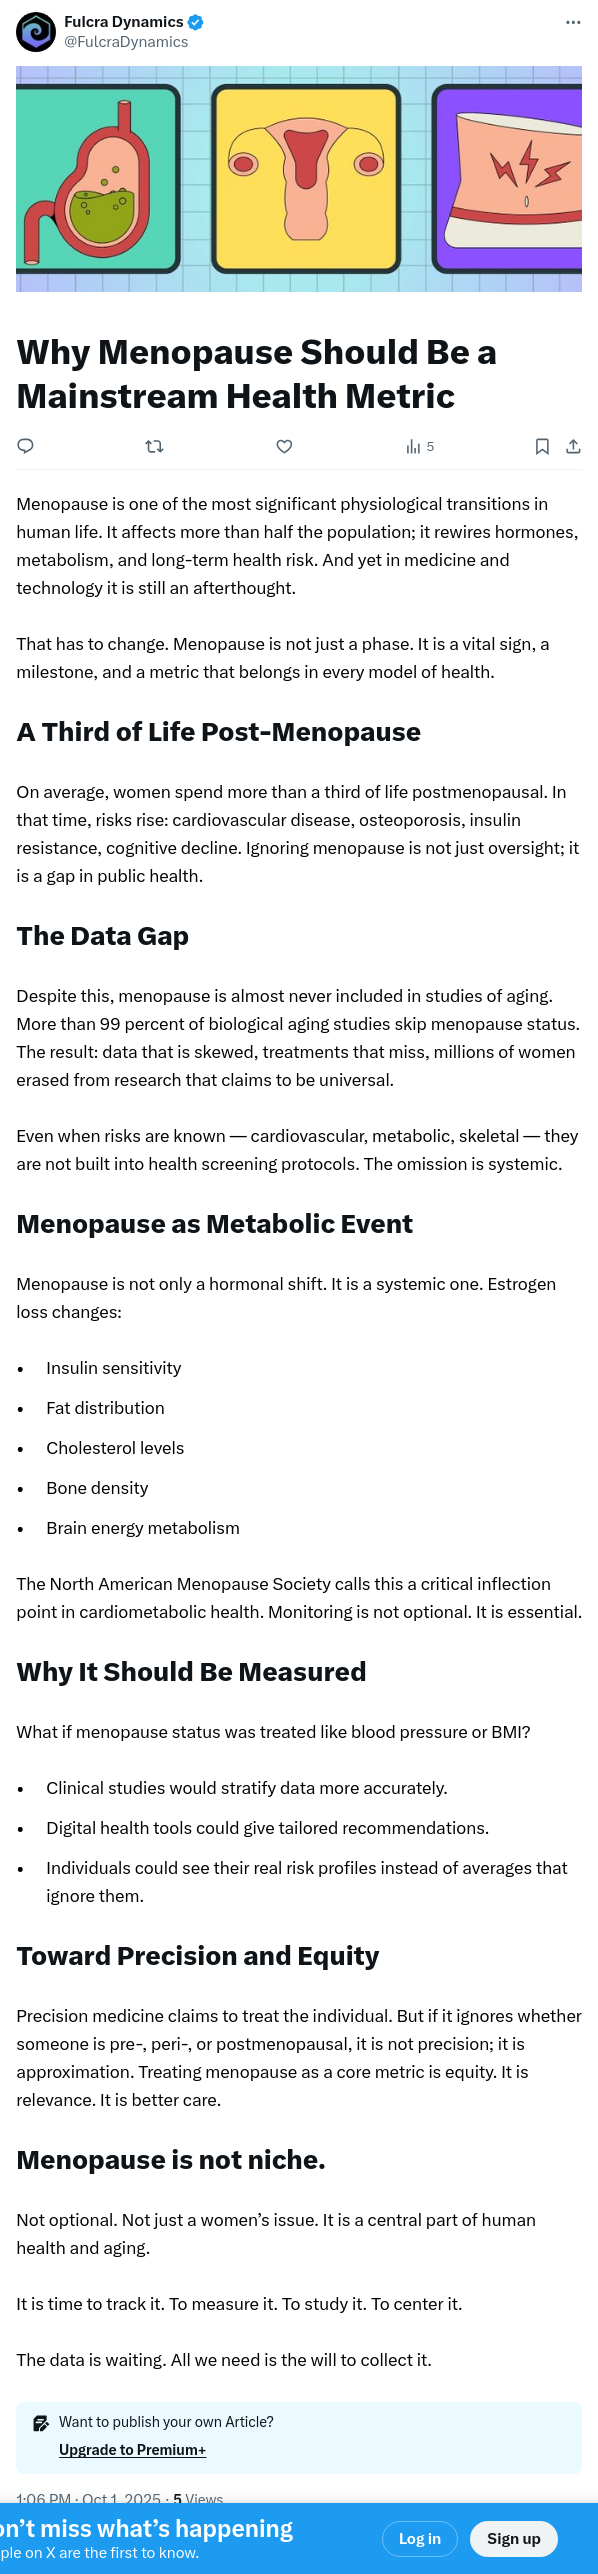 Fulcra Dynamics
@FulcraDynamics
Why Menopause Should Be a
Mainstream Health Metric
5
Menopause is one of the most significant physiological transitions in
human life. It affects more than half the population; it rewires hormones,
metabolism, and long-term health risk. And yet in medicine and
technology it is still an afterthought.
That has to change. Menopause is not just a phase. It is a vital sign, a
milestone, and a metric that belongs in every model of health.
A Third of Life Post-Menopause
On average, women spend more than a third of life postmenopausal. In
that time, risks rise: cardiovascular disease, osteoporosis, insulin
resistance, cognitive decline. Ignoring menopause is not just oversight; it
is a gap in public health.
The Data Gap
Despite this, menopause is almost never included in studies of aging.
More than 99 percent of biological aging studies skip menopause status.
The result: data that is skewed, treatments that miss, millions of women
erased from research that claims to be universal.
Even when risks are known — cardiovascular, metabolic, skeletal — they
are not built into health screening protocols. The omission is systemic.
Menopause as Metabolic Event
Menopause is not only a hormonal shift. It is a systemic one. Estrogen
loss changes:
• Insulin sensitivity
• Fat distribution
• Cholesterol levels
• Bone density
• Brain energy metabolism
The North American Menopause Society calls this a critical inflection
point in cardiometabolic health. Monitoring is not optional. It is essential.
Why It Should Be Measured
What if menopause status was treated like blood pressure or BMI?
• Clinical studies would stratify data more accurately.
• Digital health tools could give tailored recommendations.
• Individuals could see their real risk profiles instead of averages that
ignore them.
Toward Precision and Equity
Precision medicine claims to treat the individual. But if it ignores whether
someone is pre-, peri-, or postmenopausal, it is not precision; it is
approximation. Treating menopause as a core metric is equity. It is
relevance. It is better care.
Menopause is not niche.
Not optional. Not just a women’s issue. It is a central part of human
health and aging.
It is time to track it. To measure it. To study it. To center it.
The data is waiting. All we need is the will to collect it.
Want to publish your own Article?
Upgrade to Premium+
1:06 PM · Oct 1, 2025 · 5 Views
on’t miss what’s happening
ple on X are the first to know.
Log in
Sign up